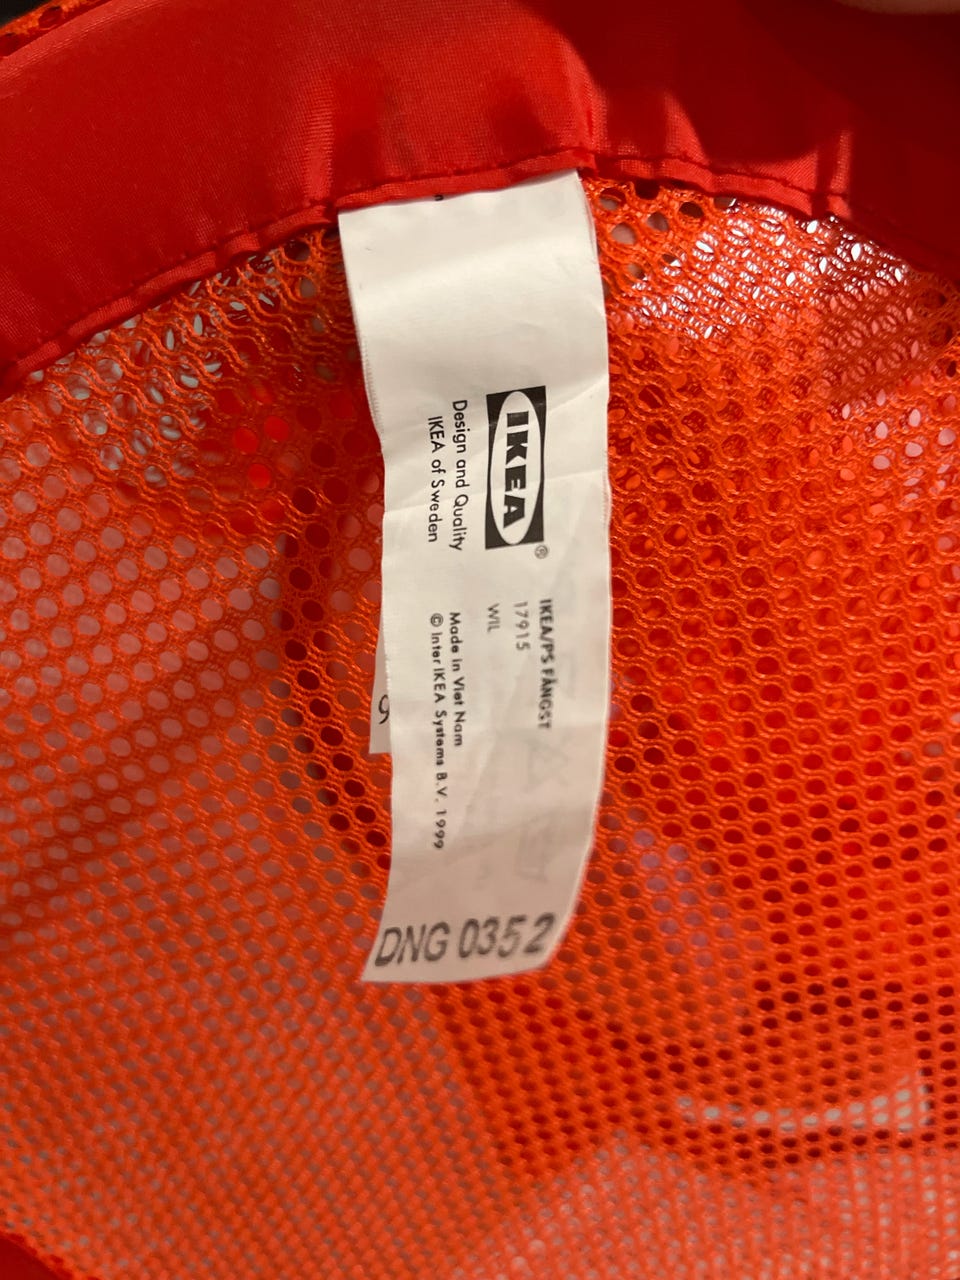 IKEA®
Design and Quality
IKEA of Sweden
IKEA/PS FÅNGST
17915
WIL
Made in Viet Nam
© Inter IKEA Systems B.V. 1999
DNG 0352
9